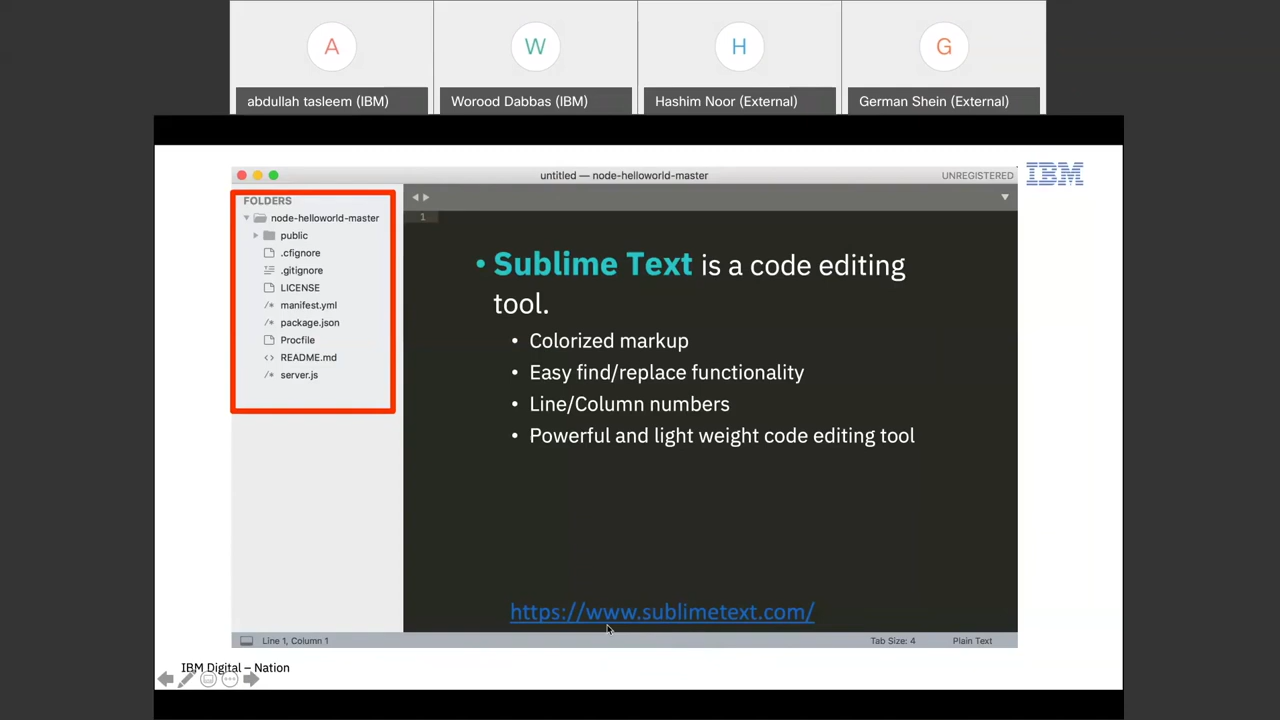 A
W
H
G
abdullah tasleem (IBM)
Worood Dabbas (IBM)
Hashim Noor (External)
German Shein (External)
untitled — node-helloworld-master
UNREGISTERED
IBM
FOLDERS
node-helloworld-master
public
.cfignore
.gitignore
LICENSE
manifest.yml
package.json
Procfile
README.md
server.js
1
• Sublime Text is a code editing
tool.
• Colorized markup
• Easy find/replace functionality
• Line/Column numbers
• Powerful and light weight code editing tool
https://www.sublimetext.com/
Line 1, Column 1
Tab Size: 4
Plain Text
IBM Digital – Nation